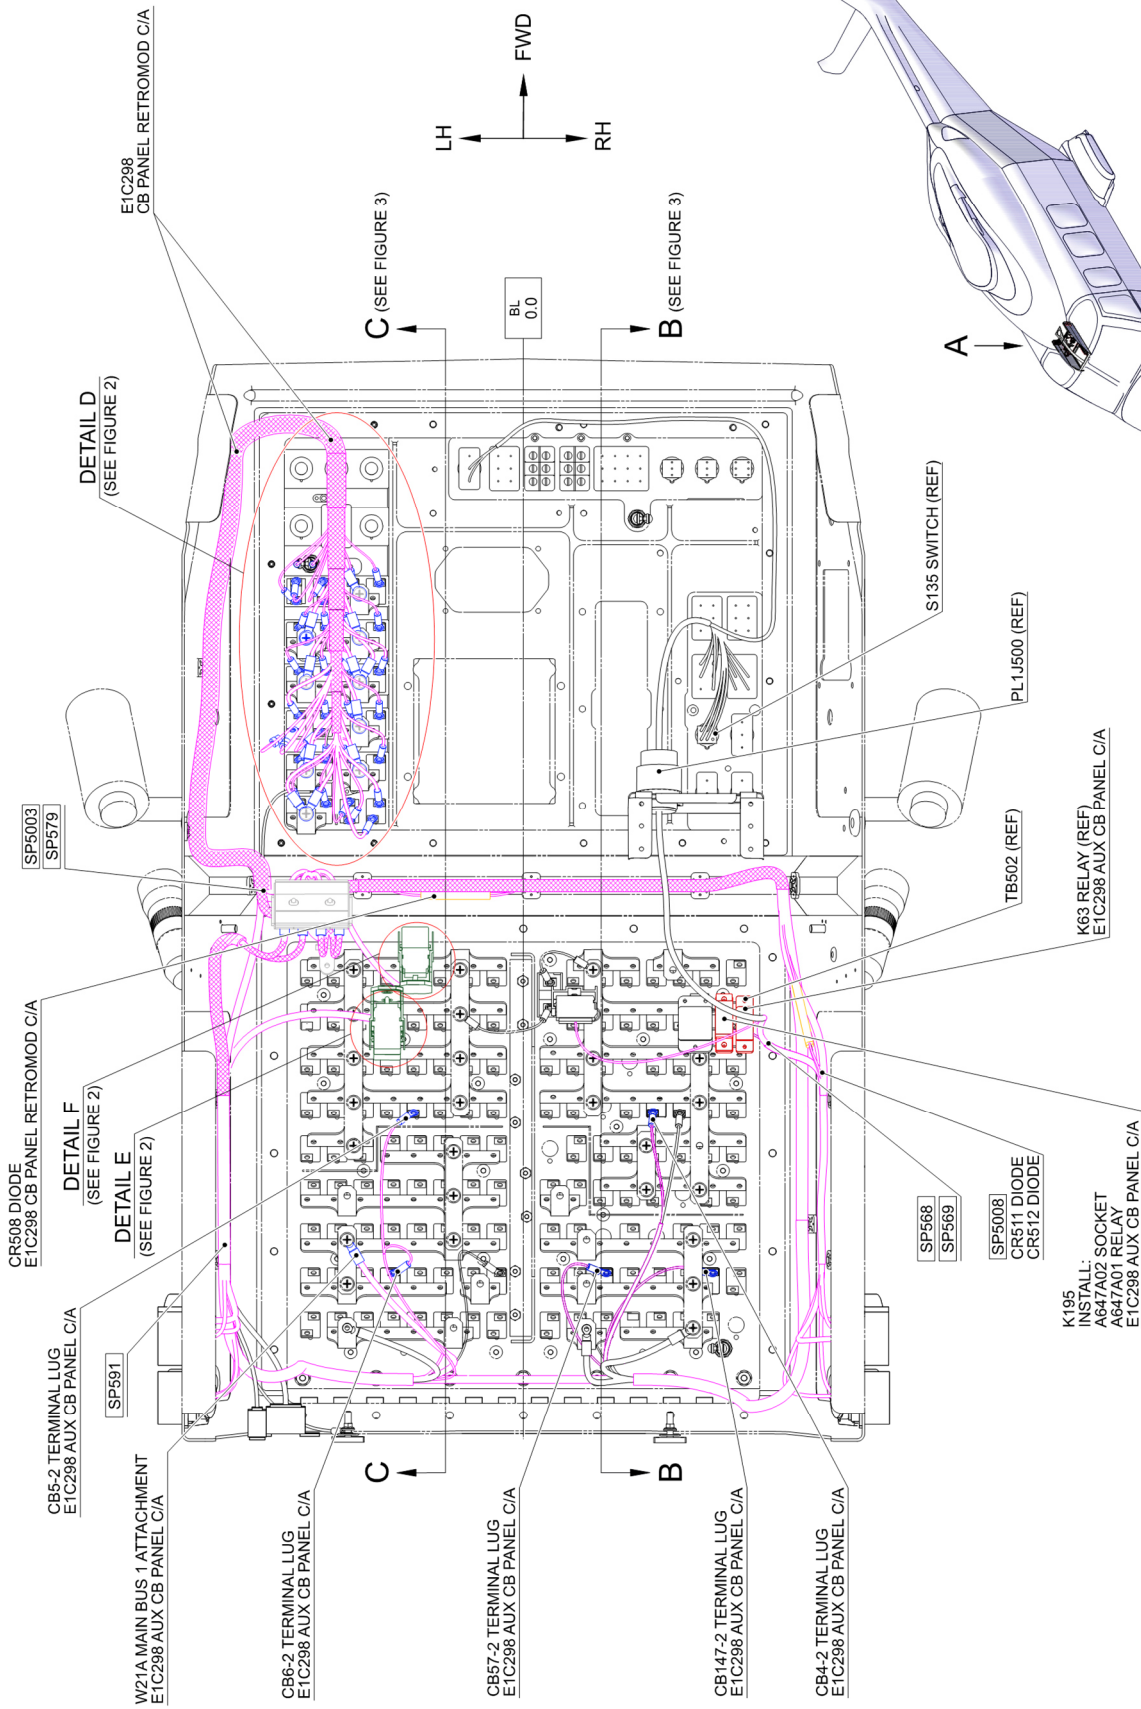 CR508 DIODE
E1C298 CB PANEL RETROMOD C/A
DETAIL F
(SEE FIGURE 2)
DETAIL E
(SEE FIGURE 2)
CB5-2 TERMINAL LUG
E1C298 AUX CB PANEL C/A
SP591
W21A MAIN BUS 1 ATTACHMENT
E1C298 AUX CB PANEL C/A
SP5003
SP579
DETAIL D
(SEE FIGURE 2)
E1C298
CB PANEL RETROMOD C/A
CB6-2 TERMINAL LUG
E1C298 AUX CB PANEL C/A
C
C (SEE FIGURE 3)
LH
FWD
RH
BL
0.0
CB57-2 TERMINAL LUG
E1C298 AUX CB PANEL C/A
B
B (SEE FIGURE 3)
CB147-2 TERMINAL LUG
E1C298 AUX CB PANEL C/A
CB4-2 TERMINAL LUG
E1C298 AUX CB PANEL C/A
S135 SWITCH (REF)
PL1J500 (REF)
TB502 (REF)
K63 RELAY (REF)
E1C298 AUX CB PANEL C/A
SP568
SP569
SP5008
CR511 DIODE
CR512 DIODE
K195
INSTALL:
A647A02 SOCKET
A647A01 RELAY
E1C298 AUX CB PANEL C/A
A